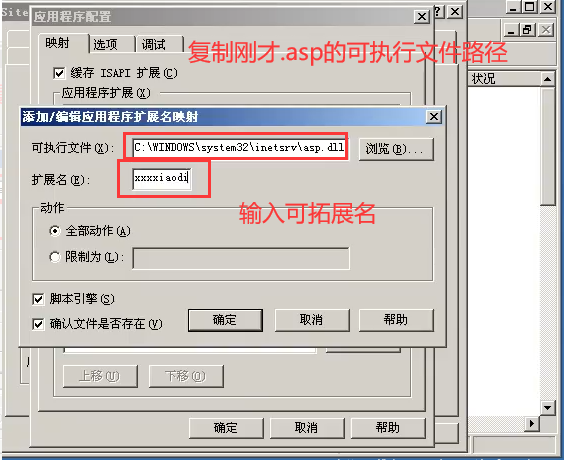 Site
应用程序配置
映射 选项 调试
复制刚才.asp的可执行文件路径
缓存 ISAPI 扩展(C)
应用程序扩展(X)
状况
添加/编辑应用程序扩展名映射
可执行文件(X): C:\WINDOWS\system32\inetsrv\asp.dll 浏览(B)...
扩展名(E): xxxxiaodi
输入可拓展名
动作
全部动作(A)
限制为(L):
脚本引擎(S)
确认文件是否存在(V)
确定 取消 帮助
上移(U) 下移(O)
确定 取消 帮助